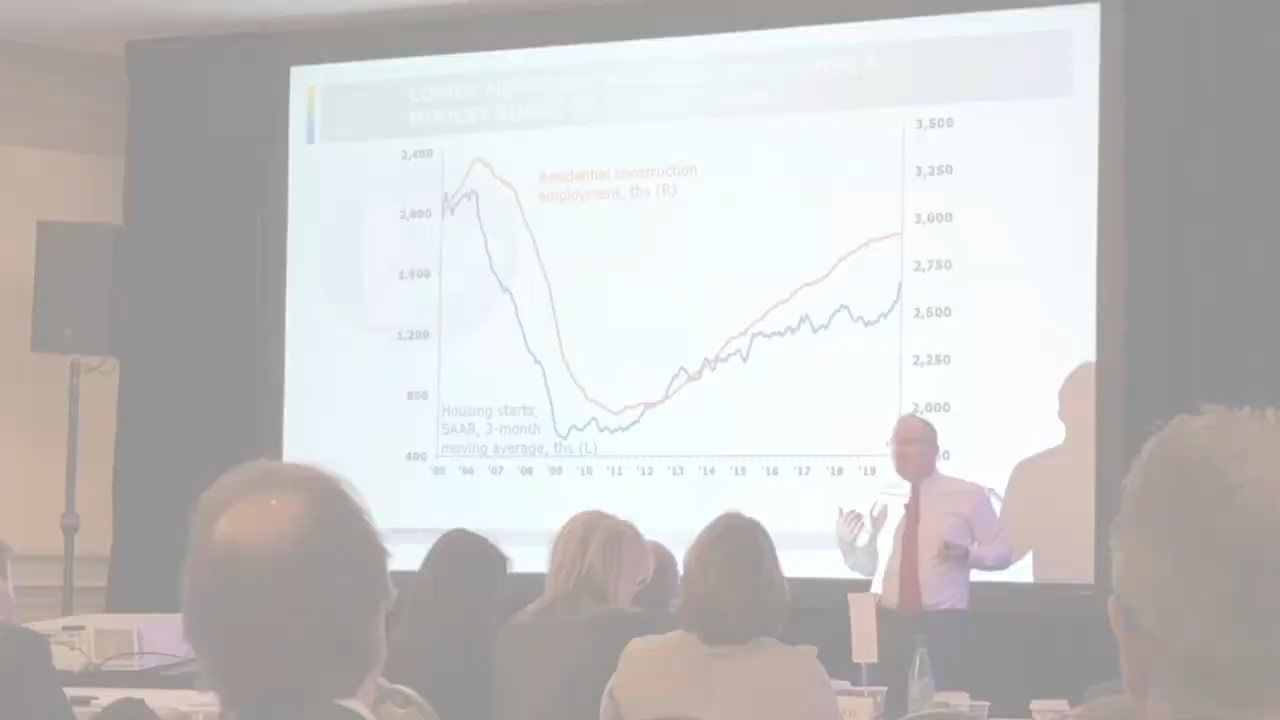 3,500
2,400
Residential construction
employment, ths (R)
3,250
2,000
3,000
2,750
1,600
2,500
1,200
2,250
800
2,000
Housing starts,
SAAR, 3-month
moving average, ths (L)
400
'05 '06 '07 '08 '09 '10 '11 '12 '13 '14 '15 '16 '17 '18 '19